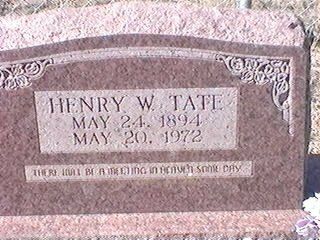 HENRY W. TATE
MAY 24, 1894
MAY 20, 1972
THERE WILL BE A MEETING IN HEAVEN SOME DAY